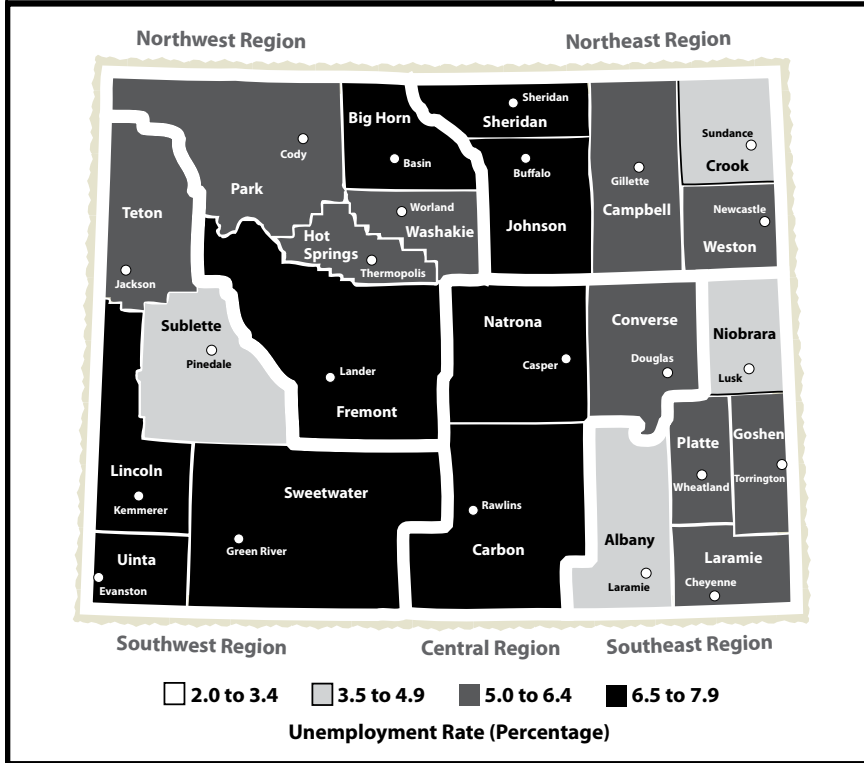 Northwest Region
Northeast Region
Big Horn
Basin
Sheridan
Sheridan
Sundance
Crook
Cody
Park
Buffalo
Johnson
Gillette
Campbell
Newcastle
Weston
Teton
Jackson
Worland
Washakie
Hot
Springs
Thermopolis
Sublette
Pinedale
Lander
Fremont
Natrona
Casper
Converse
Douglas
Niobrara
Lusk
Lincoln
Kemmerer
Sweetwater
Green River
Rawlins
Carbon
Platte
Wheatland
Goshen
Torrington
Uinta
Evanston
Albany
Laramie
Laramie
Cheyenne
Southwest Region
Central Region
Southeast Region
2.0 to 3.4
3.5 to 4.9
5.0 to 6.4
6.5 to 7.9
Unemployment Rate (Percentage)